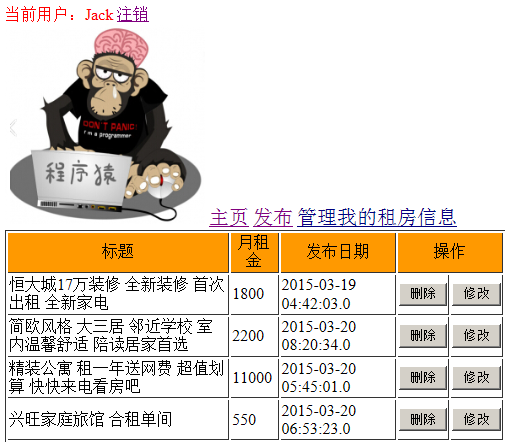 当前用户：Jack 注销
DON'T PANIC!
I'm a programmer
程序猿
主页 发布 管理我的租房信息
标题 月租金 发布日期 操作
恒大城17万装修 全新装修 首次出租 全新家电 1800 2015-03-19 04:42:03.0 删除 修改
简欧风格 大三居 邻近学校 室内温馨舒适 陪读居家首选 2200 2015-03-20 08:20:34.0 删除 修改
精装公寓 租一年送网费 超值划算 快快来电看房吧 11000 2015-03-20 05:45:01.0 删除 修改
兴旺家庭旅馆 合租单间 550 2015-03-20 06:53:23.0 删除 修改